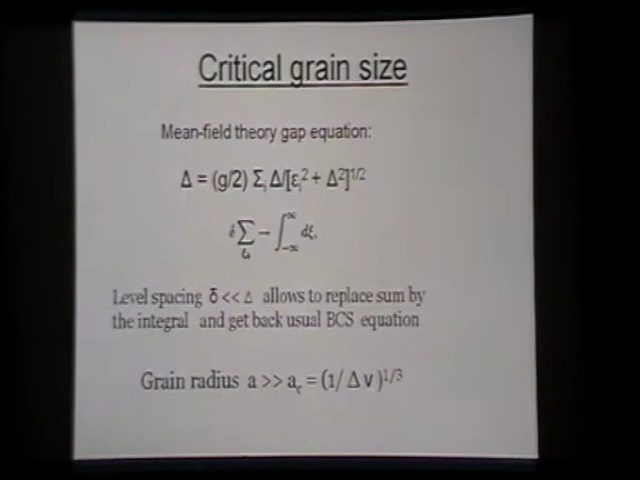 Critical grain size
Mean-field theory gap equation:
Δ = (g/2) Σᵢ Δ/[εᵢ² + Δ²]^1/2
δ∑ → ∫_{-∞}^{∞} dξ
Level spacing δ << Δ allows to replace sum by
the integral and get back usual BCS equation
Grain radius a >> a_c = (1/ Δ ν )^1/3